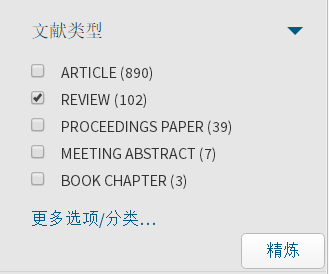 文献类型
ARTICLE (890)
REVIEW (102)
PROCEEDINGS PAPER (39)
MEETING ABSTRACT (7)
BOOK CHAPTER (3)
更多选项/分类...
精炼